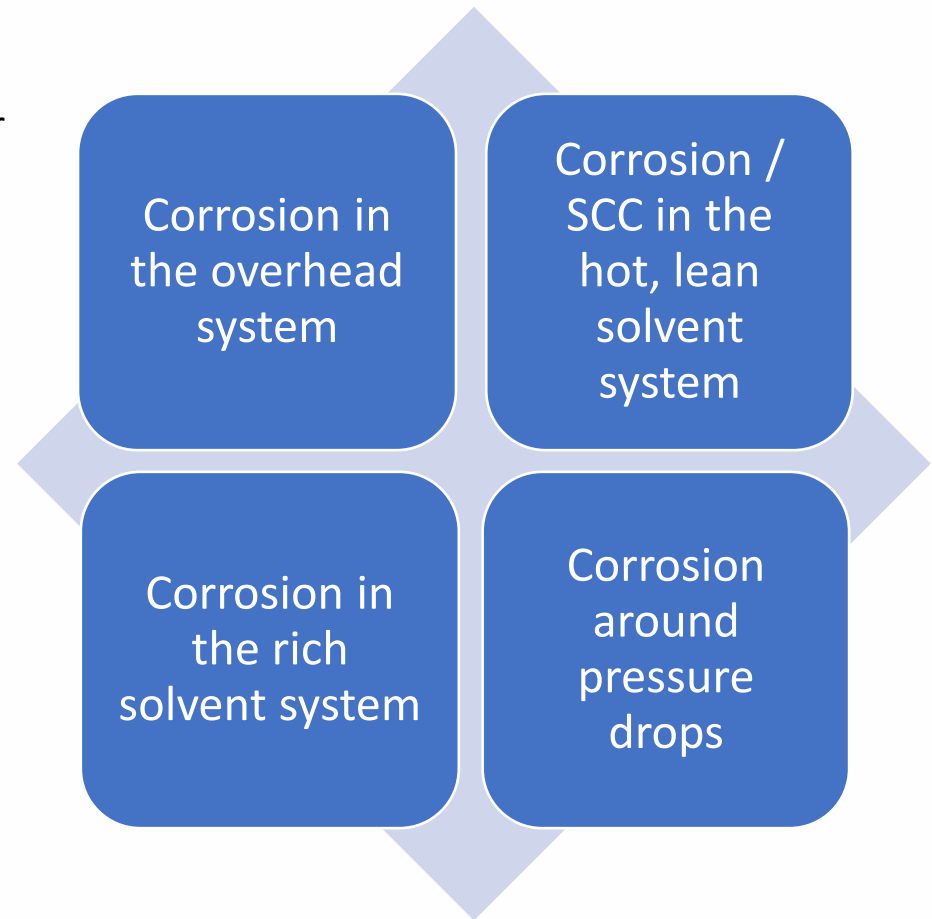 Corrosion in
the overhead
system
Corrosion /
SCC in the
hot, lean
solvent
system
Corrosion in
the rich
solvent system
Corrosion
around
pressure
drops